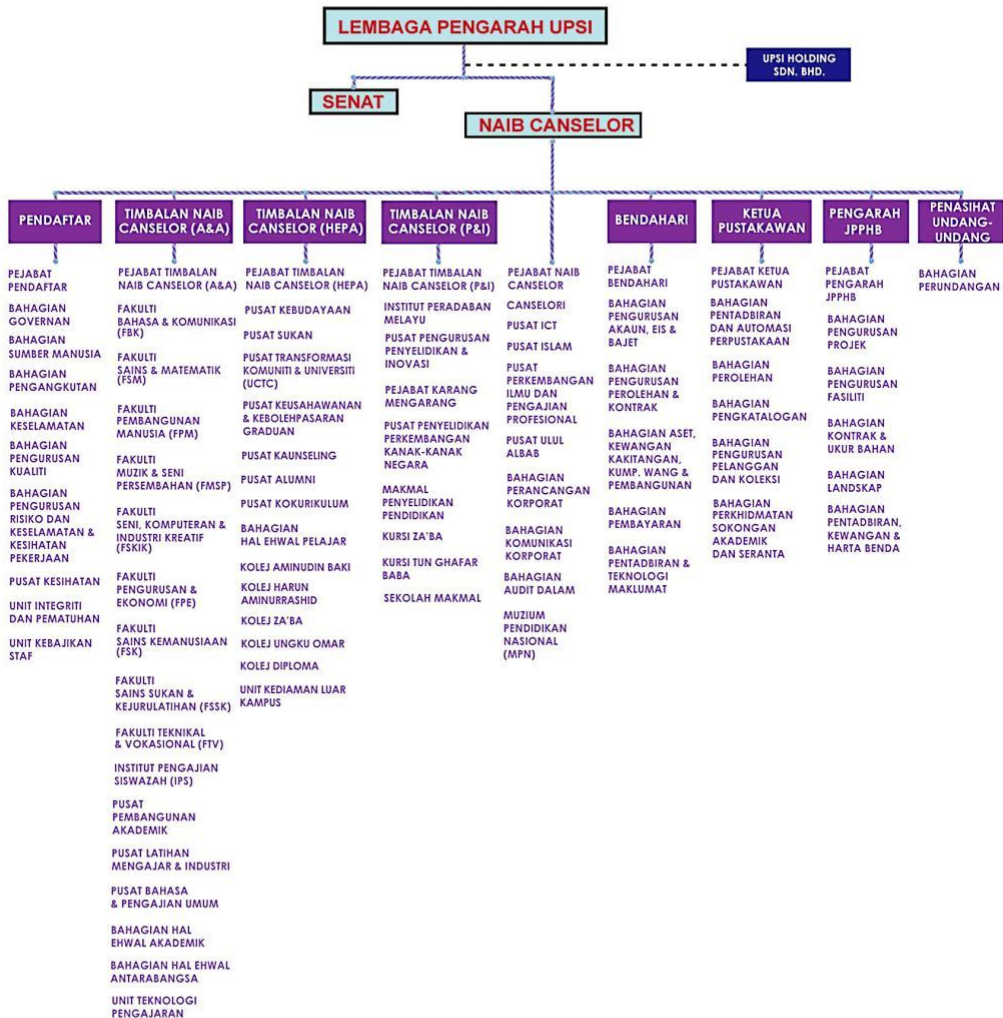 LEMBAGA PENGARAH UPSI
UPSI HOLDING
SDN. BHD.
SENAT
NAIB CANSELOR
PENDAFTAR
PEJABAT
PENDAFTAR
BAHAGIAN
GOVERNAN
BAHAGIAN
SUMBER MANUSIA
BAHAGIAN
PENGANGKUTAN
BAHAGIAN
KESELAMATAN
BAHAGIAN
PENGURUSAN
KUALITI
BAHAGIAN
PENGURUSAN
RISIKO DAN
KESELAMATAN &
KESIHATAN
PEKERJAAN
PUSAT KESIHATAN
UNIT INTEGRITI
DAN PEMATUHAN
UNIT KEBAJIKAN
STAF
TIMBALAN NAIB
CANSELOR (A&A)
PEJABAT TIMBALAN
NAIB CANSELOR (A&A)
FAKULTI
BAHASA & KOMUNIKASI
(FBK)
FAKULTI
SAINS & MATEMATIK
(FSM)
FAKULTI
PEMBANGUNAN
MANUSIA (FPM)
FAKULTI
MUZIK & SENI
PERSEMBAHAN (FMSP)
FAKULTI
SENI, KOMPUTERAN &
INDUSTRI KREATIF
(FSKIK)
FAKULTI
PENGURUSAN &
EKONOMI (FPE)
FAKULTI
SAINS KEMANUSIAAN
(FSK)
FAKULTI
SAINS SUKAN &
KEJURULATIHAN (FSSK)
FAKULTI TEKNIKAL
& VOKASIONAL (FTV)
INSTITUT PENGAJIAN
SISWAZAH (IPS)
PUSAT
PEMBANGUNAN
AKADEMIK
PUSAT LATIHAN
MENGAJAR & INDUSTRI
PUSAT BAHASA
& PENGAJIAN UMUM
BAHAGIAN HAL
EHWAL AKADEMIK
BAHAGIAN HAL EHWAL
ANTARABANGSA
UNIT TEKNOLOGI
PENGAJARAN
TIMBALAN NAIB
CANSELOR (HEPA)
PEJABAT TIMBALAN
NAIB CANSELOR (HEPA)
PUSAT KEBUDAYAAN
PUSAT SUKAN
PUSAT TRANSFORMASI
KOMUNITI & UNIVERSITI
(UCTC)
PUSAT KEUSAHAWANAN
& KEBOLEHPASARAN
GRADUAN
PUSAT KAUNSELING
PUSAT ALUMNI
PUSAT KOKURIKULUM
BAHAGIAN
HAL EHWAL PELAJAR
KOLEJ AMINUDIN BAKI
KOLEJ HARUN
AMINURRASHID
KOLEJ ZA'BA
KOLEJ UNGKU OMAR
KOLEJ DIPLOMA
UNIT KEDIAMAN LUAR
KAMPUS
TIMBALAN NAIB
CANSELOR (P&I)
PEJABAT TIMBALAN
NAIB CANSELOR (P&I)
INSTITUT PERADABAN
MELAYU
PUSAT PENGURUSAN
PENYELIDIKAN &
INOVASI
PEJABAT KARANG
MENGARANG
PUSAT PENYELIDIKAN
PERKEMBANGAN
KANAK-KANAK
NEGARA
MAKMAL
PENYELIDIKAN
PENDIDIKAN
KURSI ZA'BA
KURSI TUN GHAFAR
BABA
SEKOLAH MAKMAL
PEJABAT NAIB
CANSELOR
CANSELORI
PUSAT ICT
PUSAT ISLAM
PUSAT
PERKEMBANGAN
ILMU DAN
PENGAJIAN
PROFESIONAL
PUSAT ULUL
ALBAB
BAHAGIAN
PERANCANGAN
KORPORAT
BAHAGIAN
KOMUNIKASI
KORPORAT
BAHAGIAN
AUDIT DALAM
MUZIUM
PENDIDIKAN
NASIONAL
(MPN)
BENDAHARI
PEJABAT
BENDAHARI
BAHAGIAN
PENGURUSAN
AKAUN, EIS &
BAJET
BAHAGIAN
PENGURUSAN
PEROLEHAN &
KONTRAK
BAHAGIAN ASET,
KEWANGAN
KAKITANGAN,
KUMP. WANG &
PEMBANGUNAN
BAHAGIAN
PEMBAYARAN
BAHAGIAN
PENTADBIRAN &
TEKNOLOGI
MAKLUMAT
KETUA
PUSTAKAWAN
PEJABAT KETUA
PUSTAKAWAN
BAHAGIAN
PENTADBIRAN
DAN AUTOMASI
PERPUSTAKAAN
BAHAGIAN
PEROLEHAN
BAHAGIAN
PENGKATALOGAN
BAHAGIAN
PENGURUSAN
PELANGGAN
DAN KOLEKSI
BAHAGIAN
PERKHIDMATAN
SOKONGAN
AKADEMIK
DAN SERANTA
PENGARAH
JPPHB
PEJABAT
PENGARAH
JPPHB
BAHAGIAN
PENGURUSAN
PROJEK
BAHAGIAN
PENGURUSAN
FASILITI
BAHAGIAN
KONTRAK &
UKUR BAHAN
BAHAGIAN
LANDSKAP
BAHAGIAN
PENTADBIRAN,
KEWANGAN &
HARTA BENDA
PENASIHAT
UNDANG-
UNDANG
BAHAGIAN
PERUNDANGAN